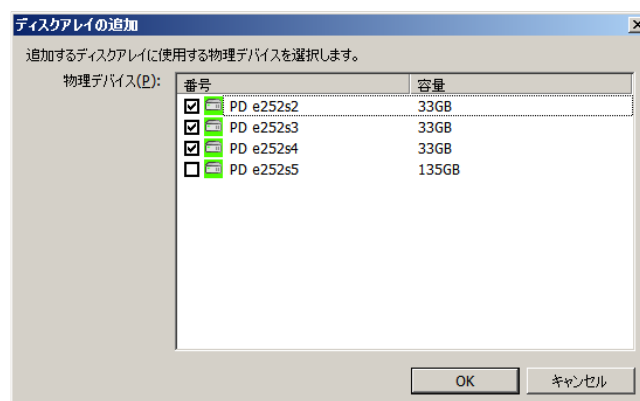 ディスクアレイの追加
追加するディスクアレイに使用する物理デバイスを選択します。
物理デバイス(P):
番号 容量
PD e252s2 33GB
PD e252s3 33GB
PD e252s4 33GB
PD e252s5 135GB
OK キャンセル